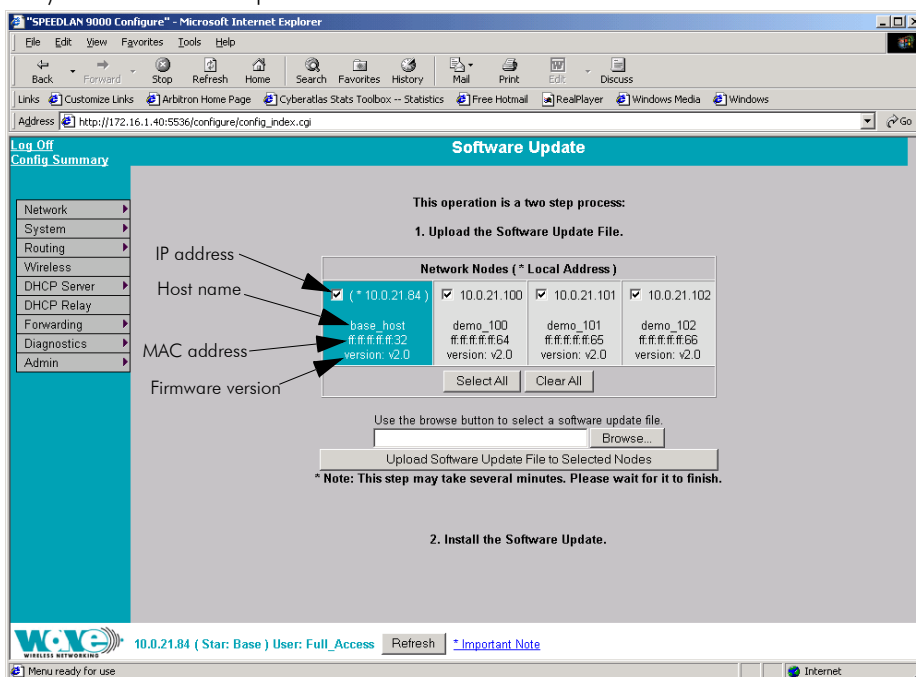 "SPEEDLAN 9000 Configure" - Microsoft Internet Explorer
File Edit View Favorites Tools Help
Back Forward Stop Refresh Home Search Favorites History Mail Print Edit Discuss
Links Customize Links Arbitron Home Page Cyberatlas Stats Toolbox -- Statistics Free Hotmail RealPlayer Windows Media Windows
Address http://172.16.1.40:5536/configure/config_index.cgi Go
Log Off
Config Summary
Software Update
Network
System
Routing
Wireless
DHCP Server
DHCP Relay
Forwarding
Diagnostics
Admin
This operation is a two step process:
1. Upload the Software Update File.
IP address
Host name
MAC address
Firmware version
Network Nodes ( * Local Address )
( * 10.0.21.84 ) 10.0.21.100 10.0.21.101 10.0.21.102
base_host demo_100 demo_101 demo_102
ff:ff:ff:ff:ff:32 ff:ff:ff:ff:ff:64 ff:ff:ff:ff:ff:65 ff:ff:ff:ff:ff:66
version: v2.0 version: v2.0 version: v2.0 version: v2.0
Select All Clear All
Use the browse button to select a software update file.
Browse...
Upload Software Update File to Selected Nodes
* Note: This step may take several minutes. Please wait for it to finish.
2. Install the Software Update.
WAVE
WIRELESS NETWORKING
10.0.21.84 ( Star: Base ) User: Full_Access Refresh * Important Note
Menu ready for use Internet